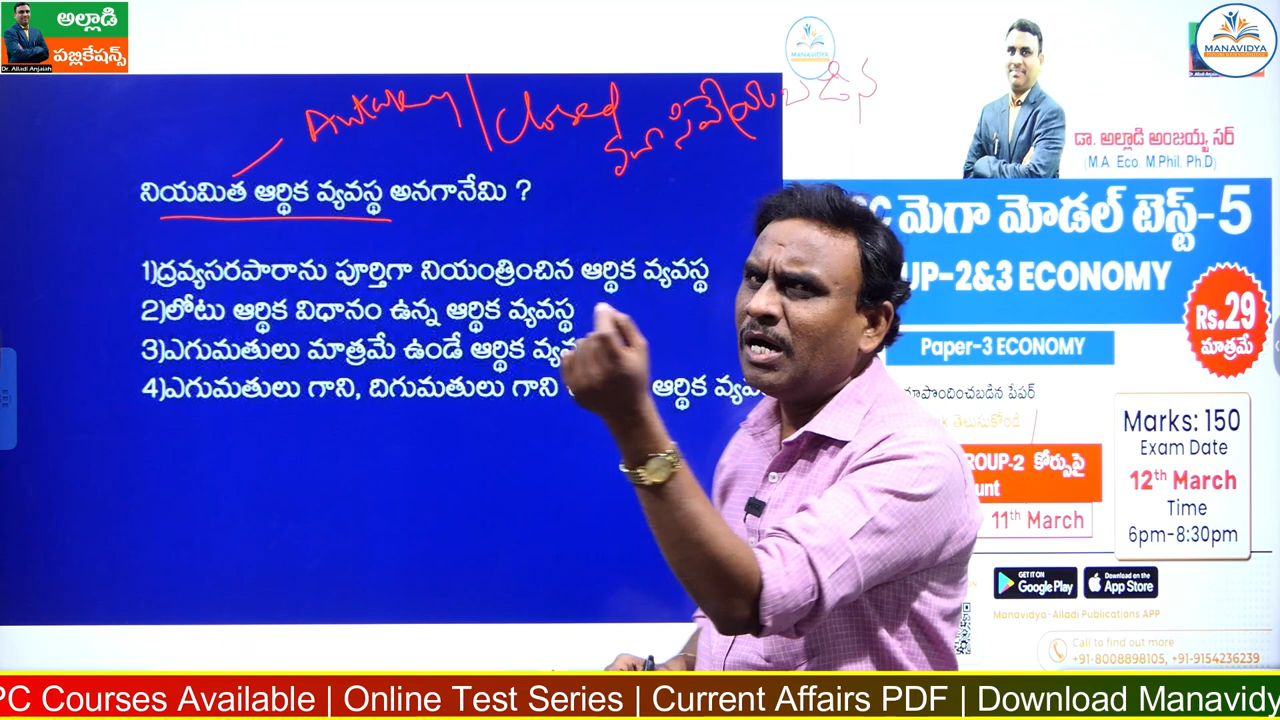 అల్లాడి
పబ్లికేషన్స్
Dr. Alladi Anjaiah
MANAVIDYA
MANAVIDYA
Autarky / Closed
నియమిత ఆర్థిక వ్యవస్థ అనగానేమి ?
1)ద్రవ్యసరపారాను పూర్తిగా నియంత్రించిన ఆర్థిక వ్యవస్థ
2)లోటు ఆర్థిక విధానం ఉన్న ఆర్థిక వ్యవస్థ
3)ఎగుమతులు మాత్రమే ఉండే ఆర్థిక
4)ఎగుమతులు గాని, దిగుమతులు గాని ఆర్థిక
డా. అల్లాడి అంజయ్య సర్
(M.A. Eco. M.Phil. Ph.D)
మెగా మోడల్ టెస్ట్-5
UP-2&3 ECONOMY
Rs.29
మాత్రమే
Paper-3 ECONOMY
పేపర్
తెలుసుకోండి
ROUP-2 కోర్సుపై
unt
11th March
Marks: 150
Exam Date
12th March
Time
6pm-8:30pm
GET IT ON
Google Play
Download on the
App Store
Manavidya-Alladi Publications APP
Call to find out more
+91-8008898105, +91-9154236239
PC Courses Available | Online Test Series | Current Affairs PDF | Download Manavidy